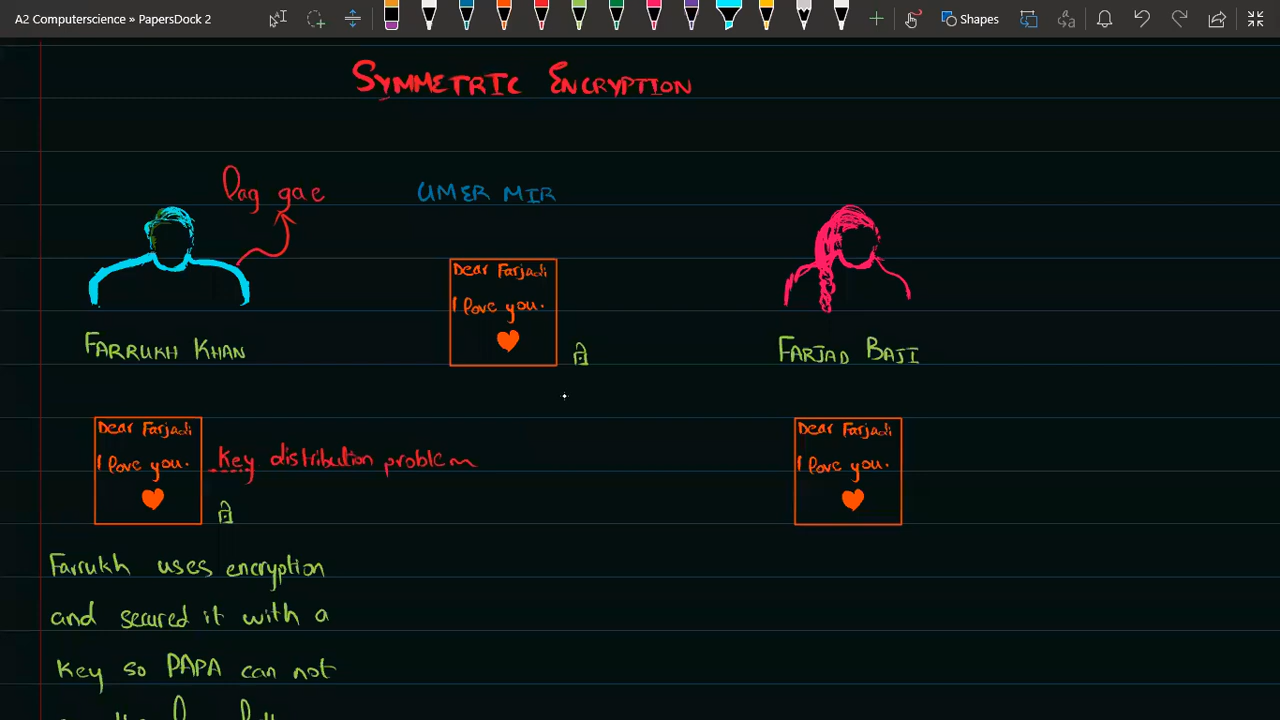 A2 Computerscience » PapersDock 2
Shapes
SYMMETRIC ENCRYPTION
lag gae
UMER MIR
Dear Farjadi
I love you.
FARRUKH KHAN
FARJAD BAJI
Dear Farjadi
I love you.
Key distribution problem
Dear Farjadi
I love you.
Farrukh uses encryption
and secured it with a
key so PAPA can not